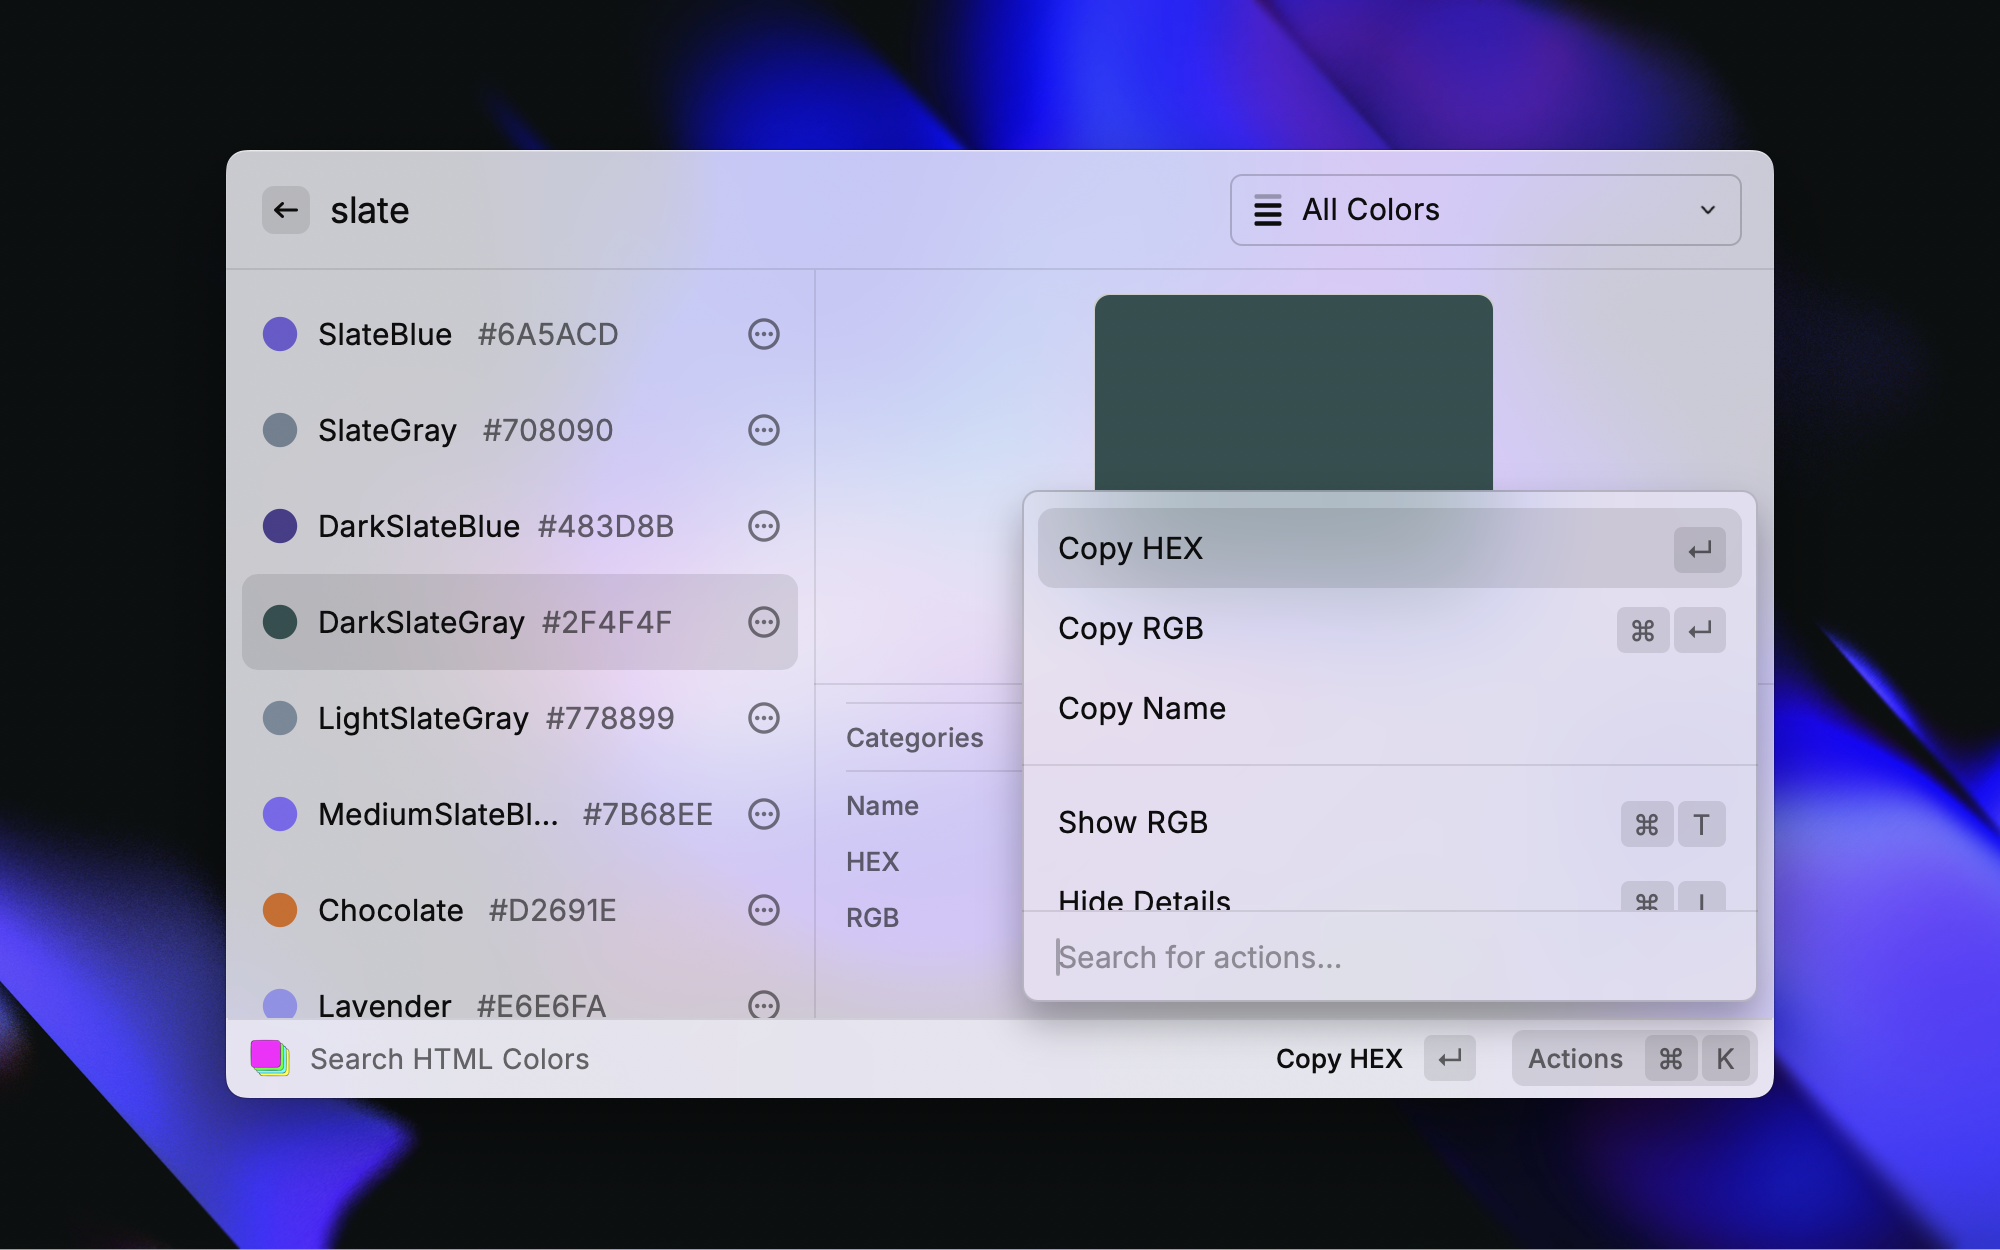 slate
All Colors
SlateBlue #6A5ACD
SlateGray #708090
DarkSlateBlue #483D8B
DarkSlateGray #2F4F4F
LightSlateGray #778899
MediumSlateBl... #7B68EE
Chocolate #D2691E
Lavender #E6E6FA
Categories
Name
HEX
RGB
Copy HEX ↵
Copy RGB ⌘ ↵
Copy Name
Show RGB ⌘ T
Hide Details ⌘
Search for actions...
Search HTML Colors
Copy HEX ↵
Actions ⌘ K